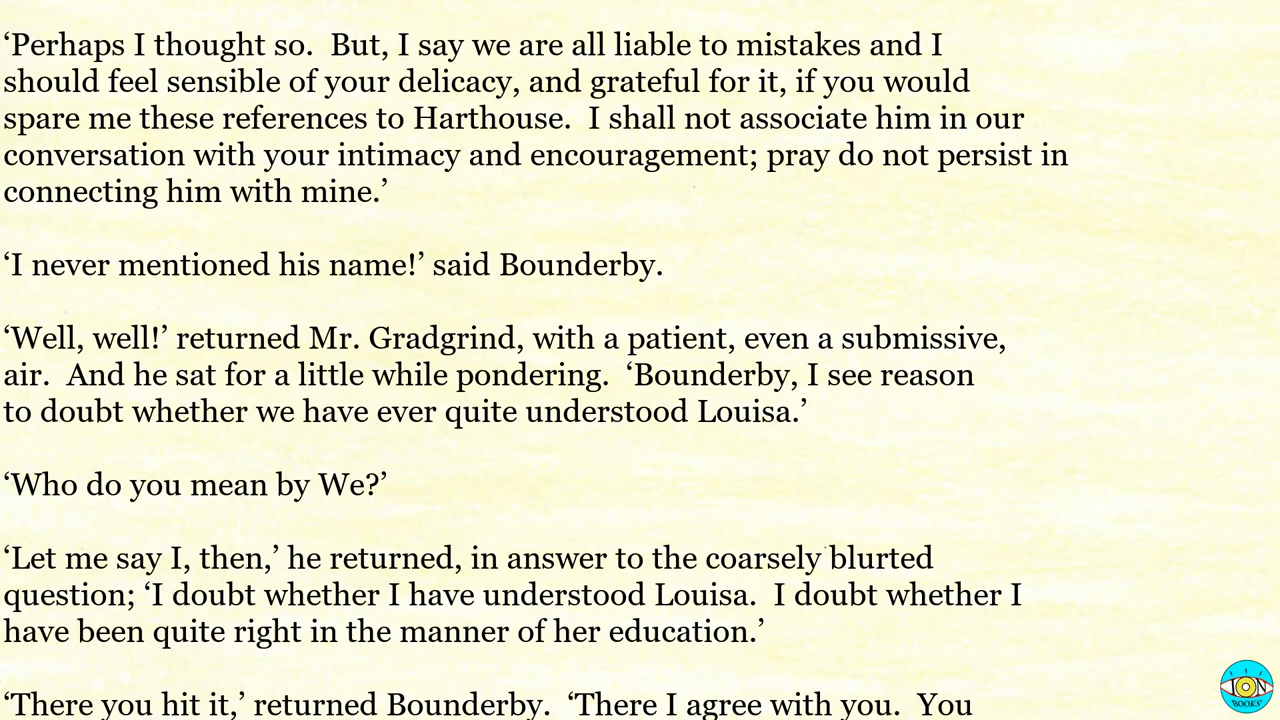 ‘Perhaps I thought so.  But, I say we are all liable to mistakes and I
should feel sensible of your delicacy, and grateful for it, if you would
spare me these references to Harthouse.  I shall not associate him in our
conversation with your intimacy and encouragement; pray do not persist in
connecting him with mine.’
‘I never mentioned his name!’ said Bounderby.
‘Well, well!’ returned Mr. Gradgrind, with a patient, even a submissive,
air.  And he sat for a little while pondering.  ‘Bounderby, I see reason
to doubt whether we have ever quite understood Louisa.’
‘Who do you mean by We?’
‘Let me say I, then,’ he returned, in answer to the coarsely blurted
question; ‘I doubt whether I have understood Louisa.  I doubt whether I
have been quite right in the manner of her education.’
‘There you hit it,’ returned Bounderby.  ‘There I agree with you.  You
ION
BOOKS